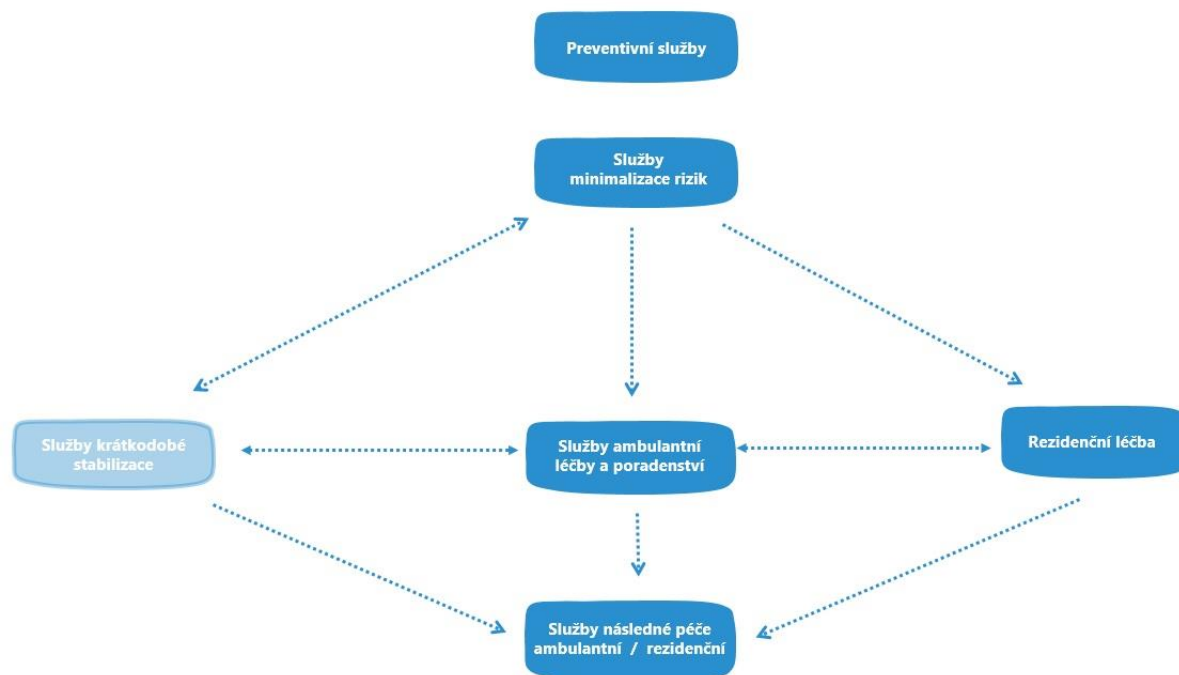 Preventivní služby
Služby
minimalizace rizik
Služby krátkodobé
stabilizace
Služby ambulantní
léčby a poradenství
Rezidenční léčba
Služby následné péče
ambulantní / rezidenční